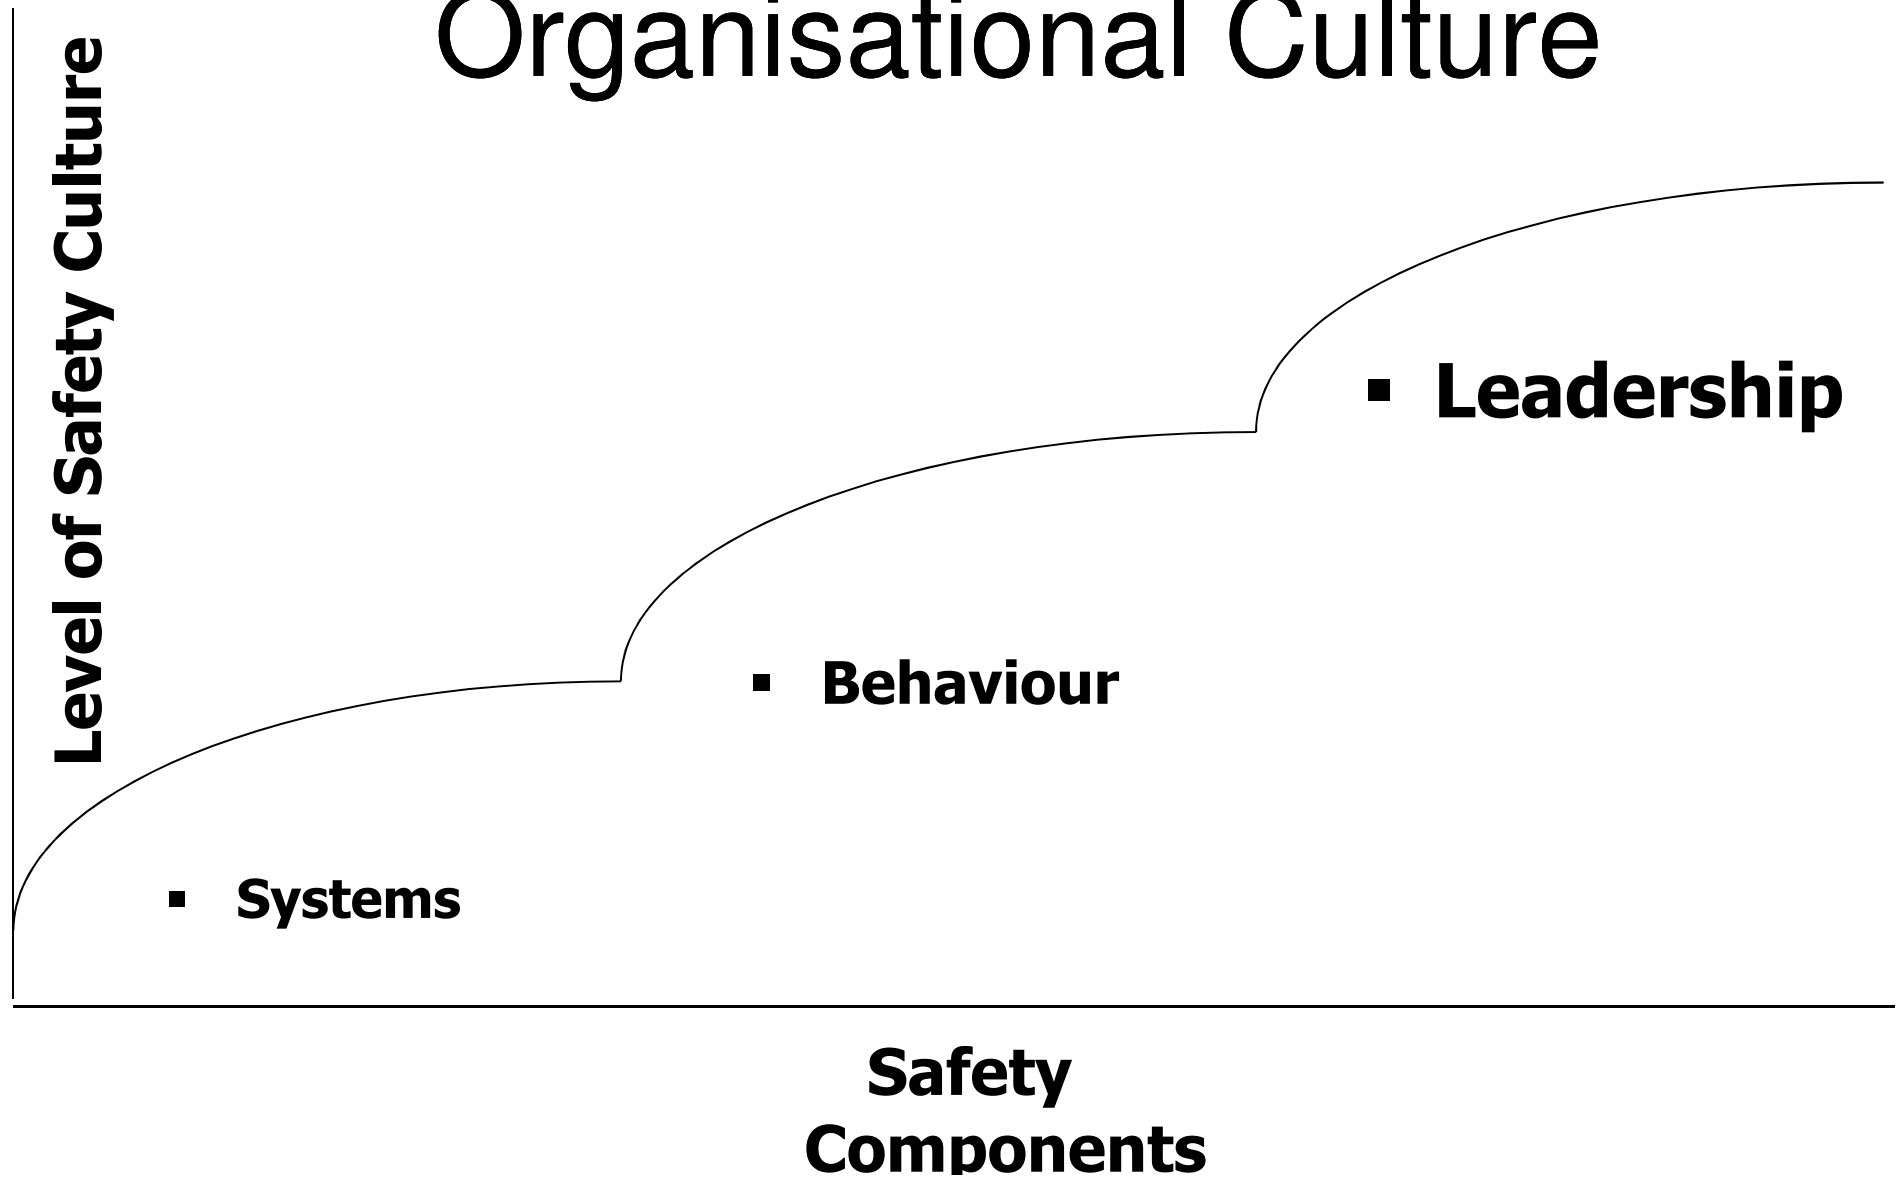 Organisational Culture
Level of Safety Culture
▪ Leadership
▪ Behaviour
▪ Systems
Safety
Components